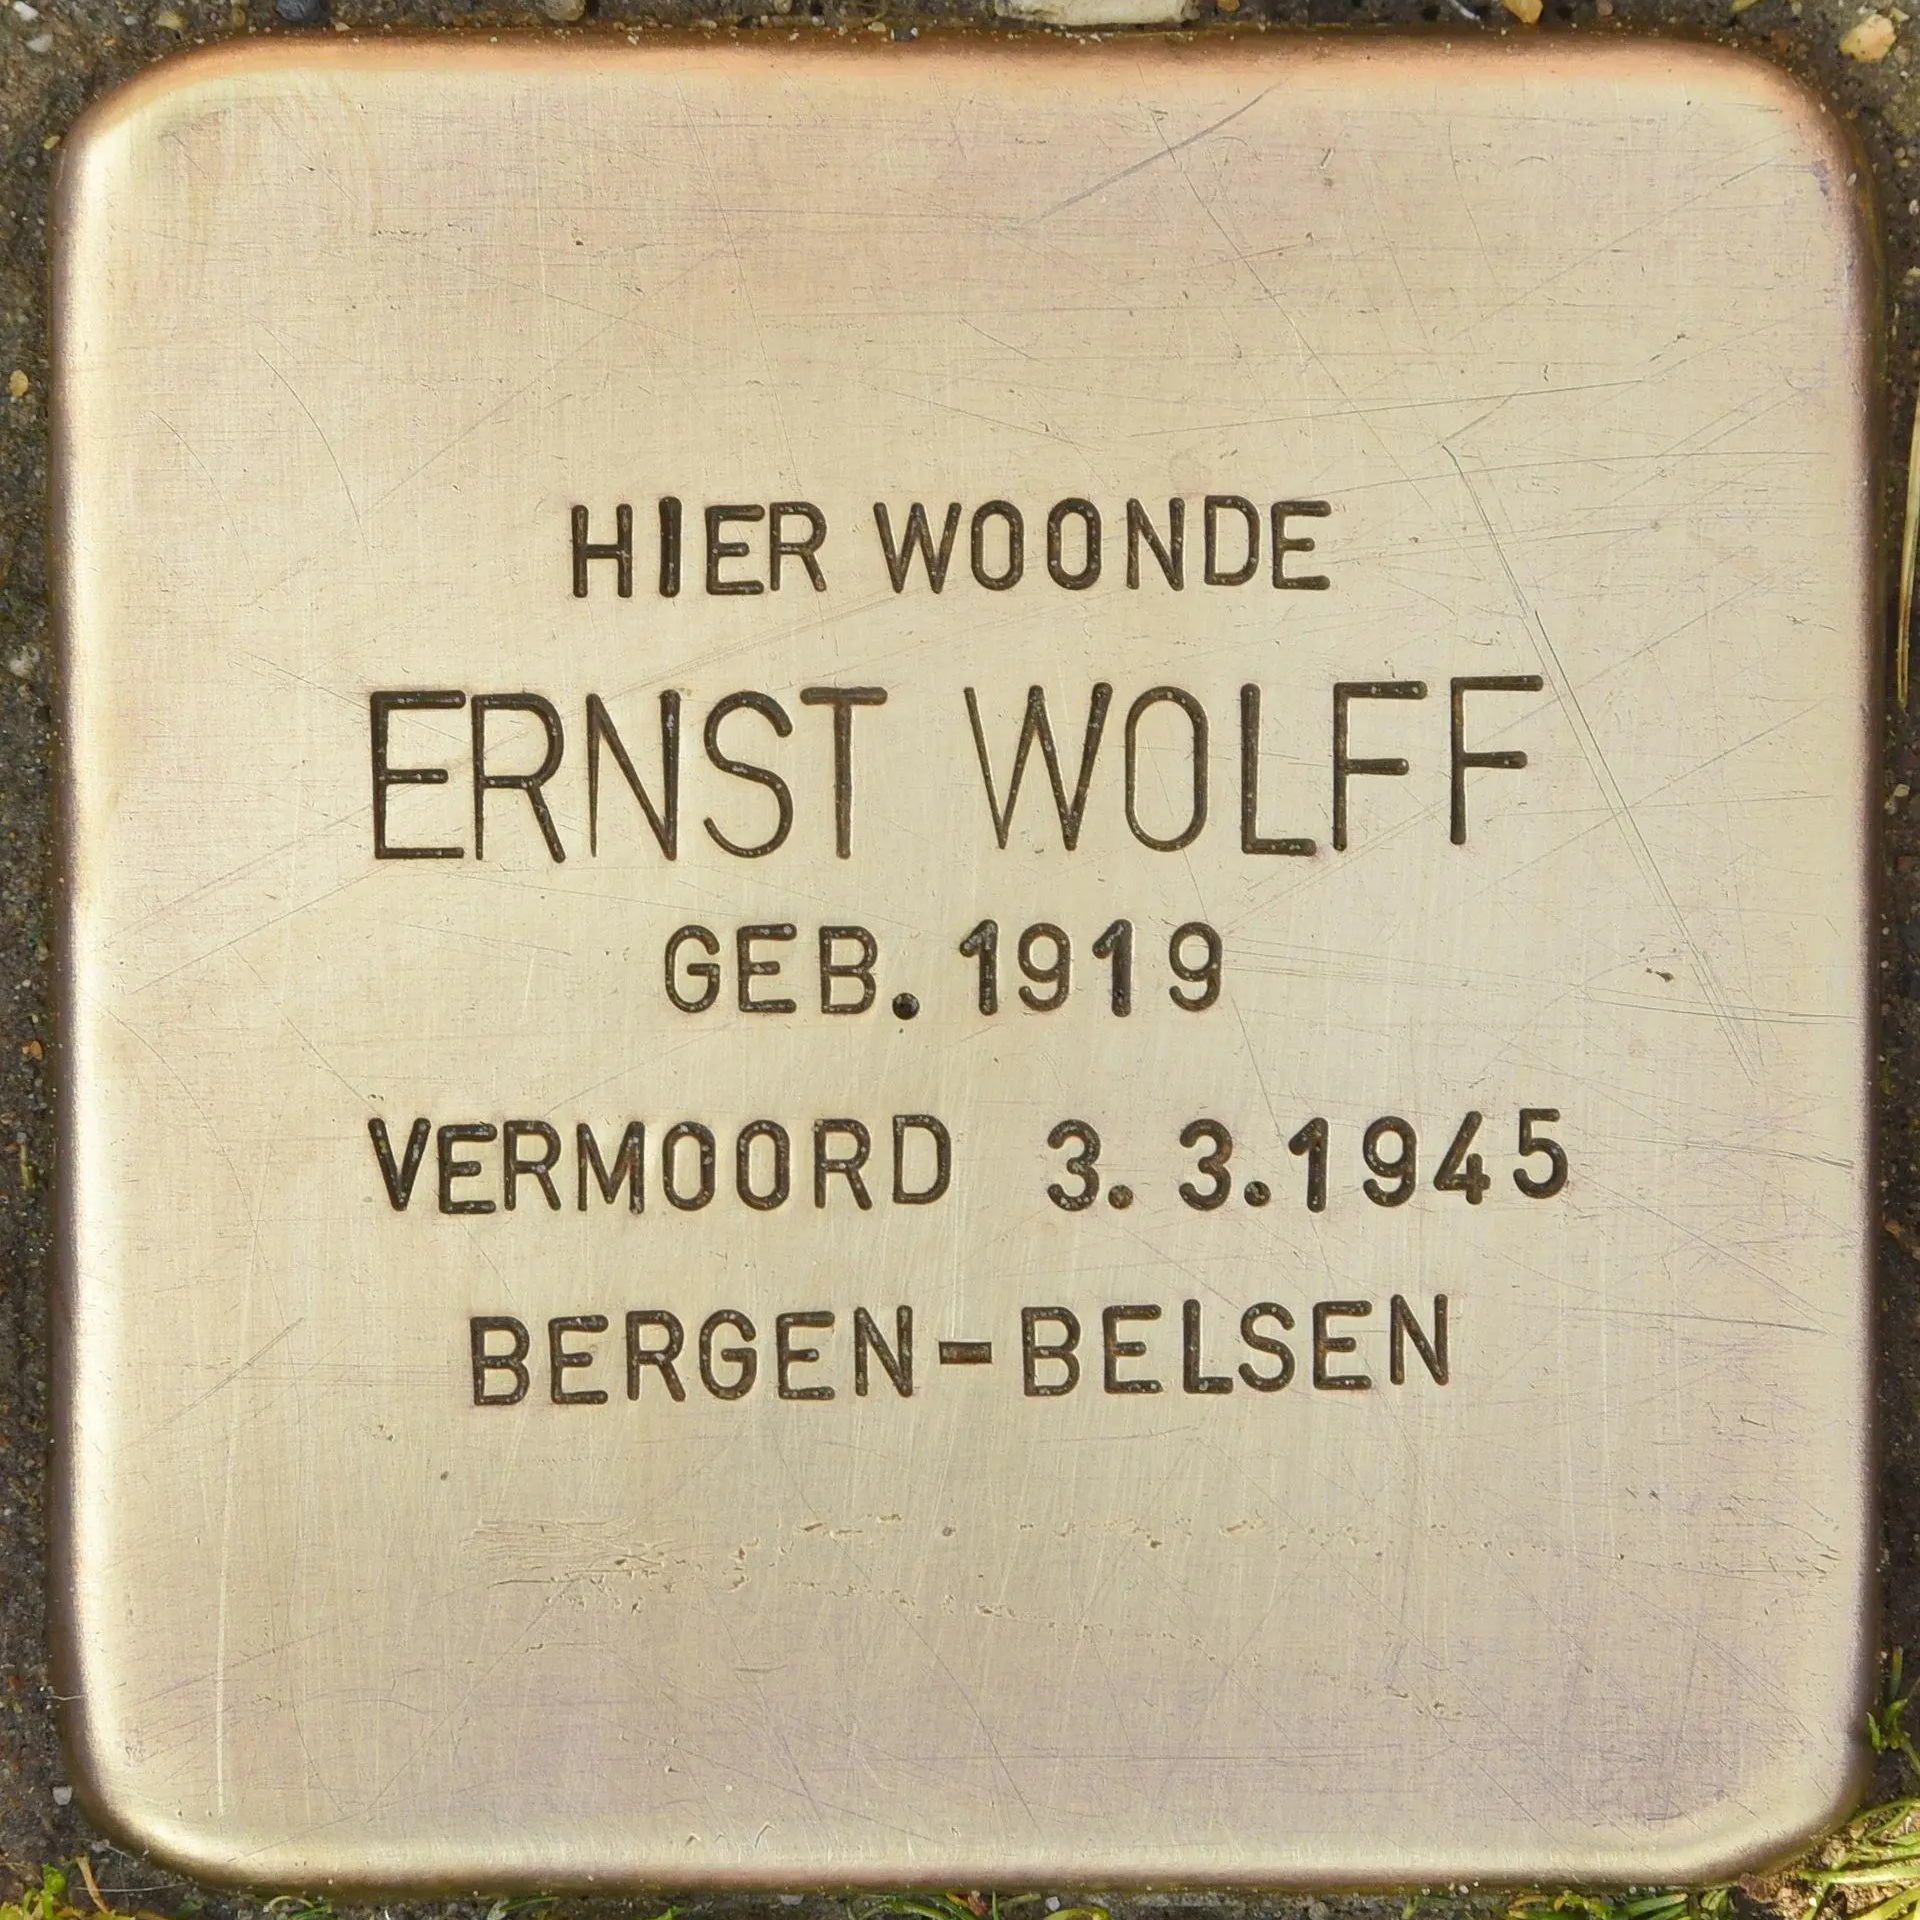 HIER WOONDE
ERNST WOLFF
GEB. 1919
VERMOORD 3.3.1945
BERGEN-BELSEN